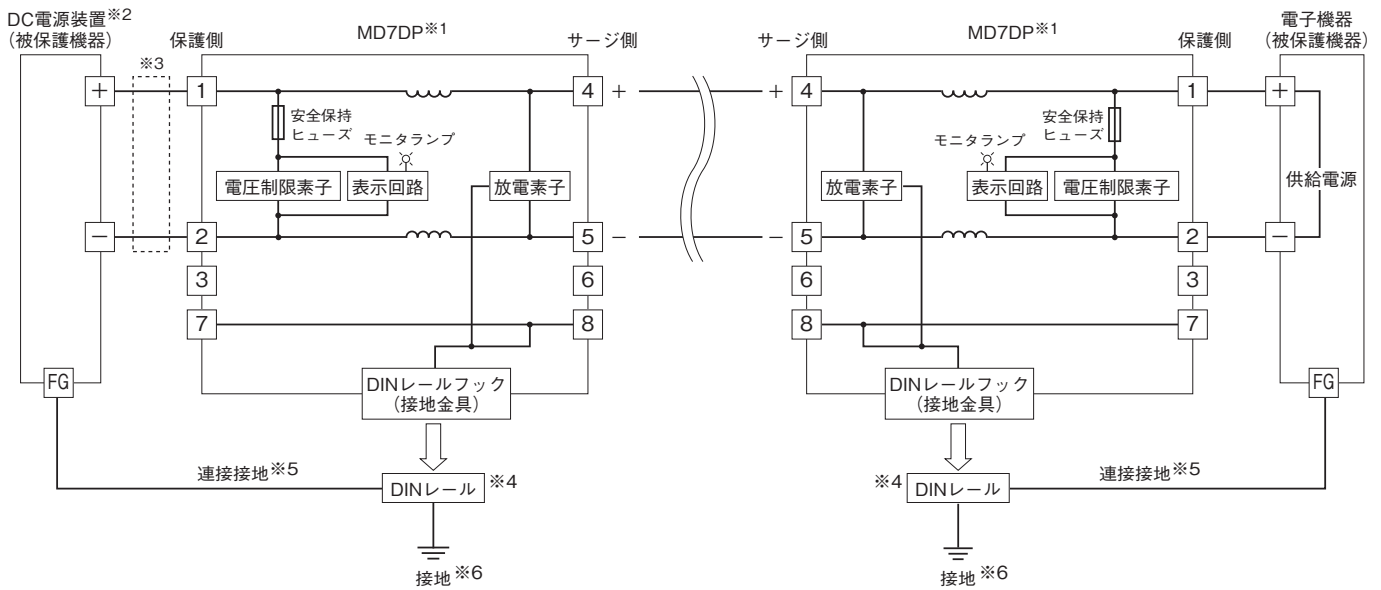 DC電源装置※2
(被保護機器)
保護側
MD7DP※1
サージ側
サージ側
MD7DP※1
保護側
電子機器
(被保護機器)
※3
+
1
4
+
+
4
1
+
安全保持
ヒューズ
モニタランプ
電圧制限素子
表示回路
放電素子
放電素子
モニタランプ
表示回路
安全保持
ヒューズ
電圧制限素子
供給電源
−
2
5
−
−
5
2
−
3
6
6
3
7
8
8
7
FG
DINレールフック
(接地金具)
DINレールフック
(接地金具)
FG
連接接地※5
DINレール
※4
※4
DINレール
連接接地※5
接地※6
接地※6